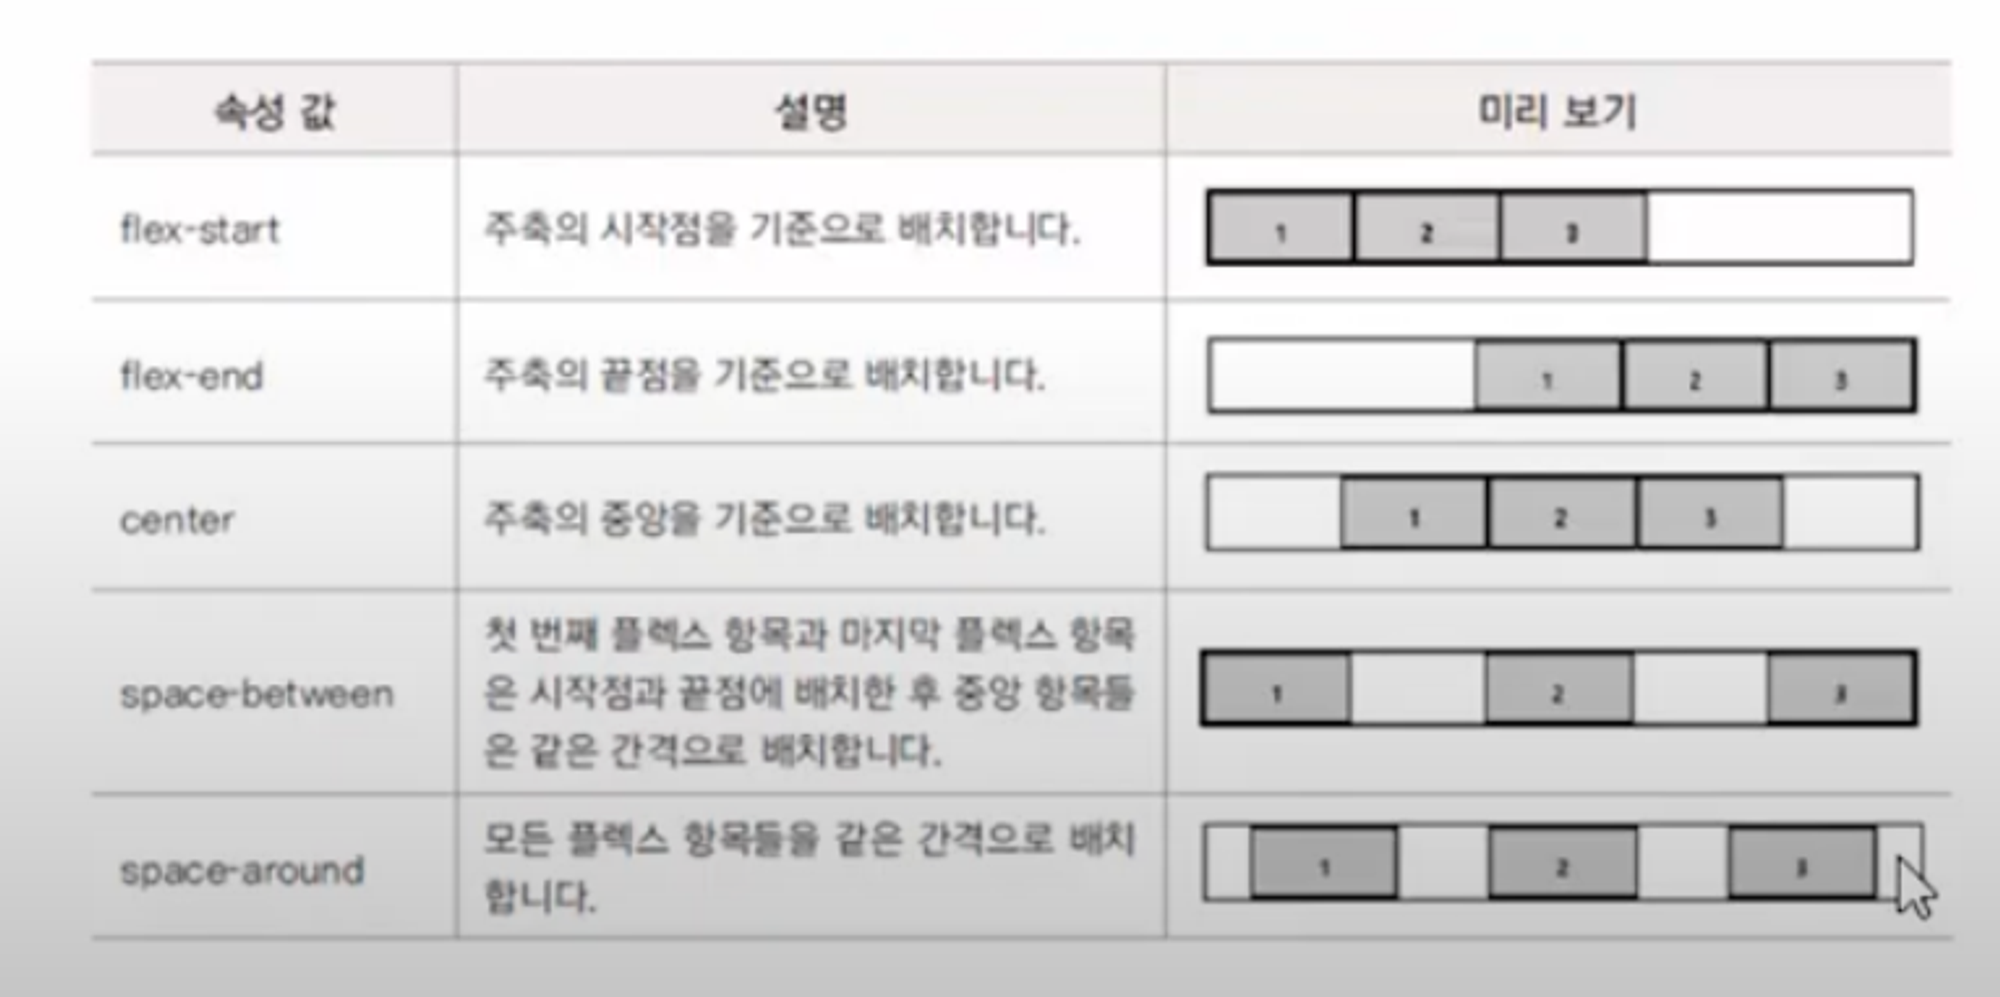 속성 값 설명 미리 보기
flex-start 주축의 시작점을 기준으로 배치합니다. 1 2 3
flex-end 주축의 끝점을 기준으로 배치합니다. 1 2 3
center 주축의 중앙을 기준으로 배치합니다. 1 2 3
space-between
첫 번째 플렉스 항목과 마지막 플렉스 항목
은 시작점과 끝점에 배치한 후 중앙 항목들
은 같은 간격으로 배치합니다.
1 2 3
space-around
모든 플렉스 항목들을 같은 간격으로 배치
합니다.
1 2 3